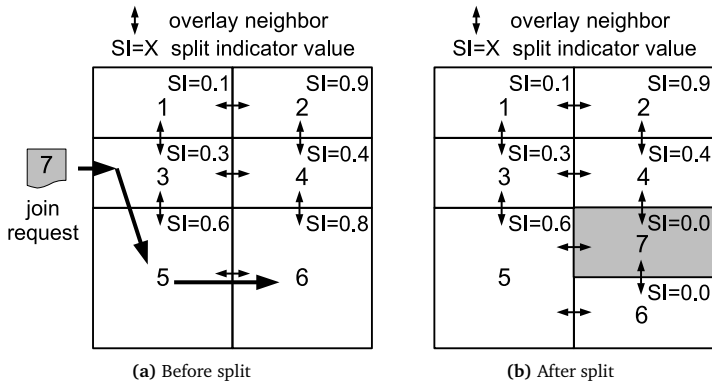 overlay neighbor
SI=X split indicator value
SI=0.1 SI=0.9
1 2
SI=0.3 SI=0.4
7 3 4
join request
SI=0.6 SI=0.8
5 6
(a) Before split
overlay neighbor
SI=X split indicator value
SI=0.1 SI=0.9
1 2
SI=0.3 SI=0.4
3 4
SI=0.6 SI=0.0
7
5
SI=0.0
6
(b) After split